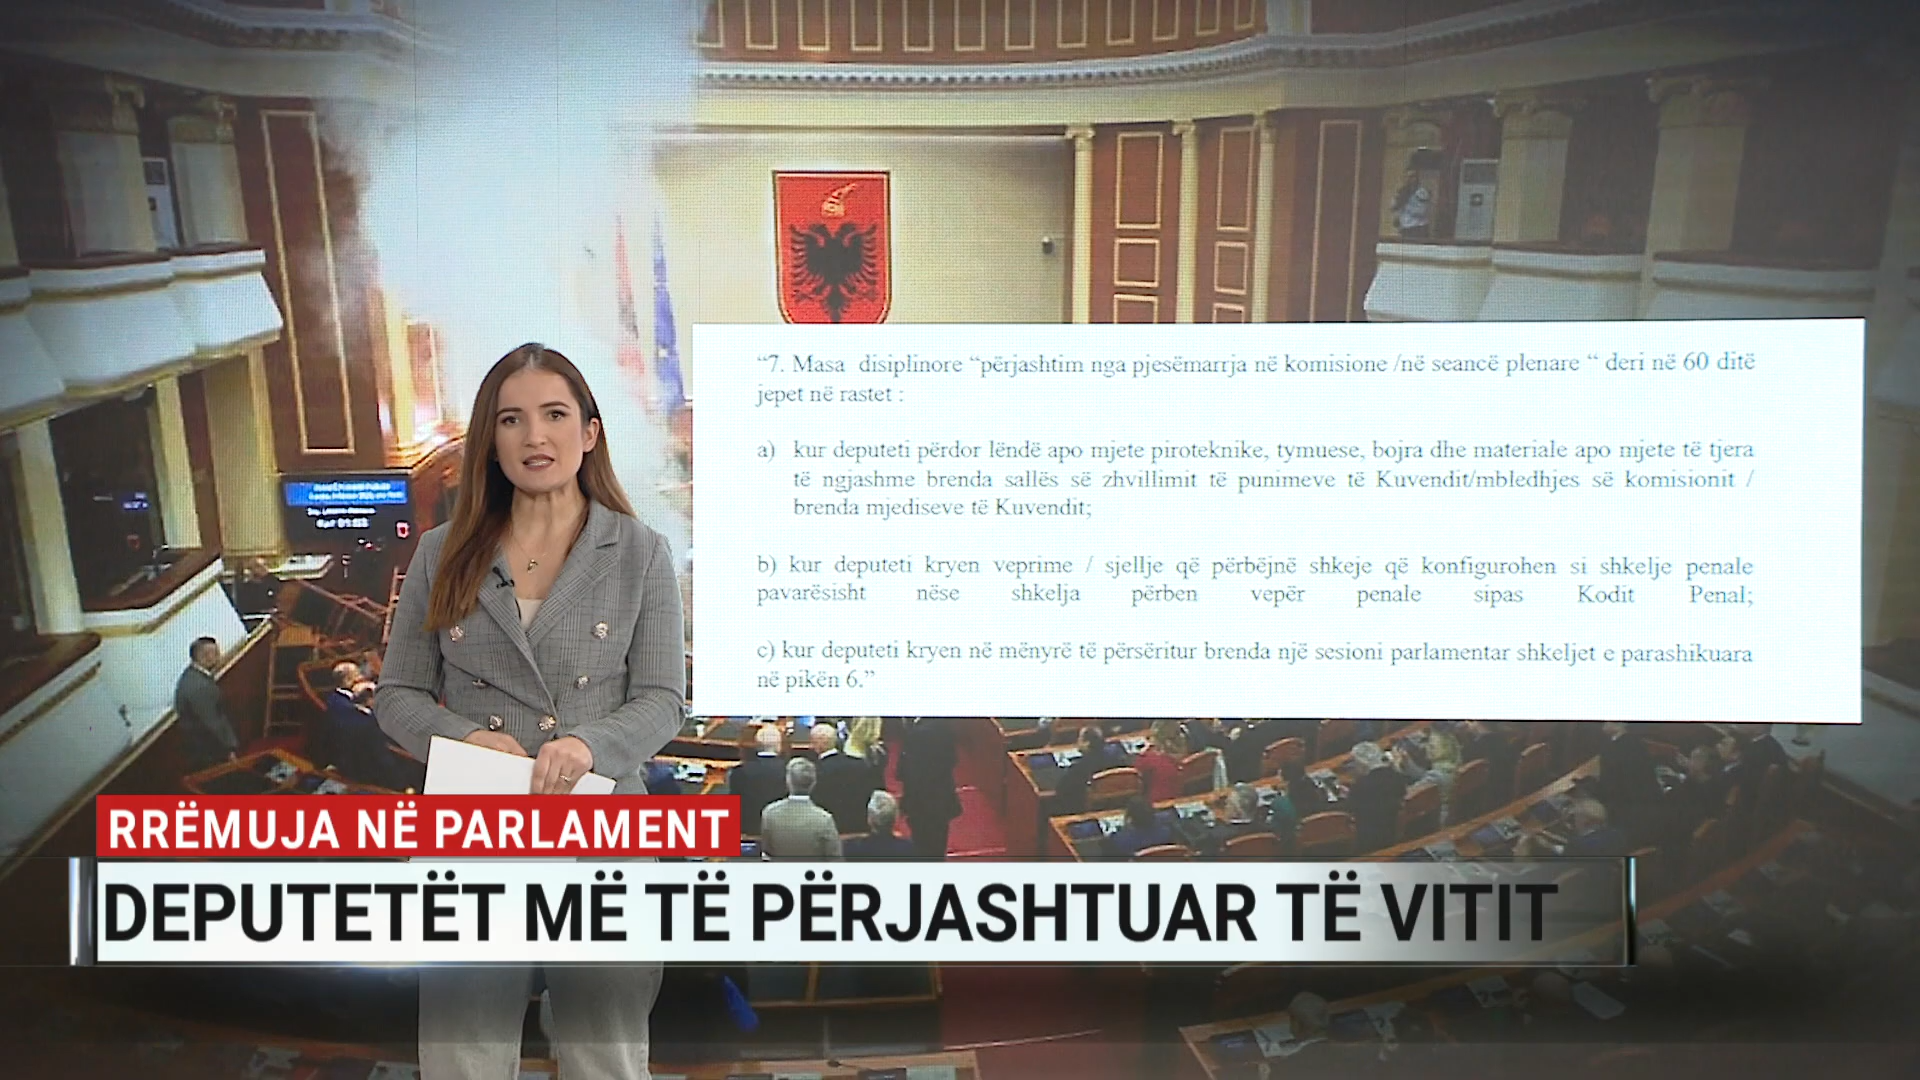 “7. Masa disiplinore “përjashtim nga pjesëmarrja në komisione /në seancë plenare “ deri në 60 ditë
jepet në rastet :
a) kur deputeti përdor lëndë apo mjete piroteknike, tymuese, bojra dhe materiale apo mjete të tjera
të ngjashme brenda sallës së zhvillimit të punimeve të Kuvendit/mbledhjes së komisionit /
brenda mjediseve të Kuvendit;
b) kur deputeti kryen veprime / sjellje që përbëjnë shkeje që konfigurohen si shkelje penale
pavarësisht nëse shkelja përben vepër penale sipas Kodit Penal;
c) kur deputeti kryen në mënyrë të përsëritur brenda një sesioni parlamentar shkeljet e parashikuara
në pikën 6.”
RRËMUJA NË PARLAMENT
DEPUTETËT MË TË PËRJASHTUAR TË VITIT